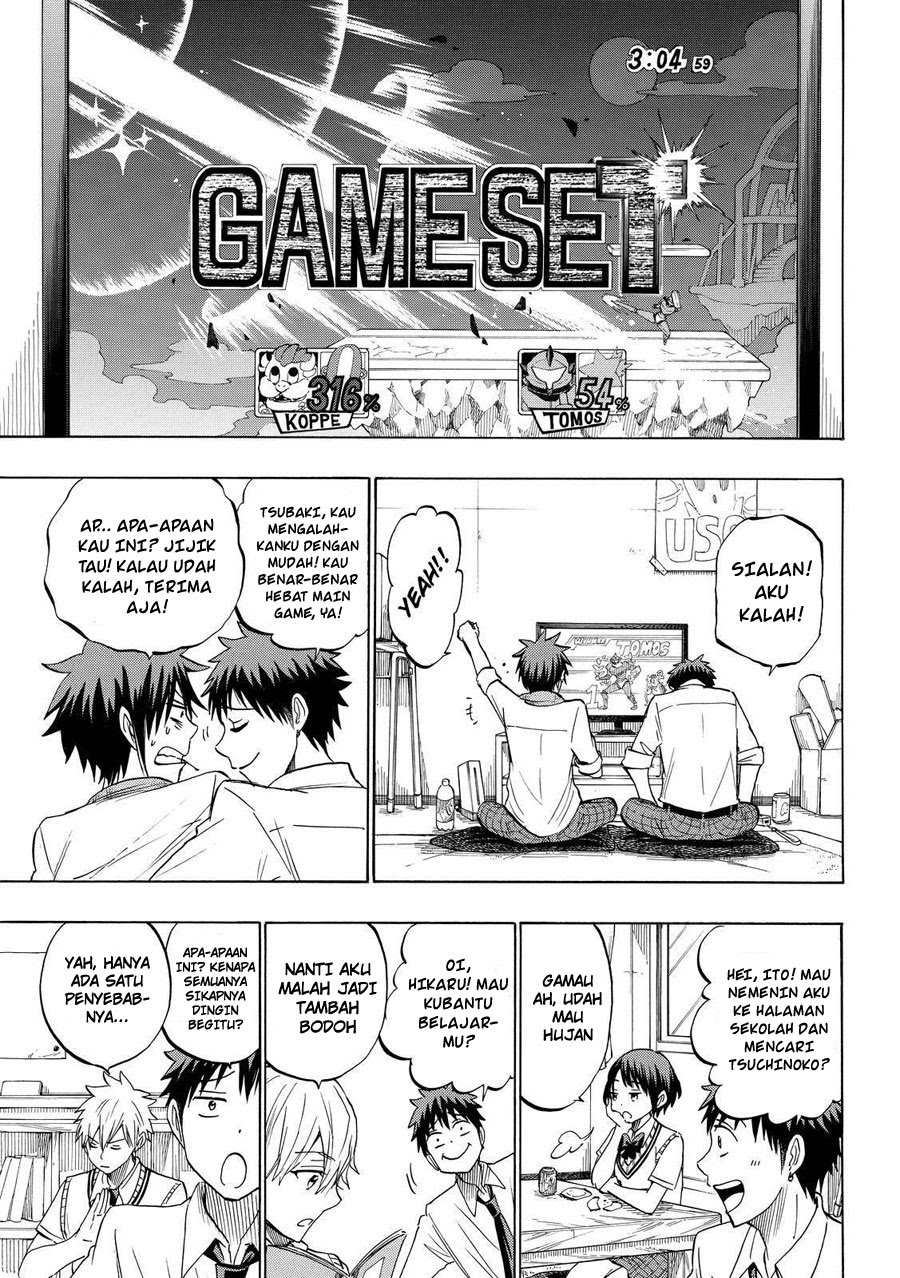 3:04 59
GAME SET
316%
KOPPE
54%
TOMOS
SIALAN!
AKU
KALAH!
YEAH!!
USO
TOMOS
1
TSUBAKI, KAU
MENGALAH-
KANKU DENGAN
MUDAH! KAU
BENAR-BENAR
HEBAT MAIN
GAME, YA!
AP.. APA-APAAN
KAU INI? JIJIK
TAU! KALAU UDAH
KALAH, TERIMA
AJA!
HEI, ITO! MAU
NEMENIN AKU
KE HALAMAN
SEKOLAH DAN
MENCARI
TSUCHINOKO?
GAMAU
AH, UDAH
MAU
HUJAN
OI,
HIKARU! MAU
KUBANTU
BELAJAR-
MU?
NANTI AKU
MALAH JADI
TAMBAH
BODOH
APA-APAAN
INI? KENAPA
SEMUANYA
SIKAPNYA
DINGIN
BEGITU?
YAH, HANYA
ADA SATU
PENYEBAB-
NYA...